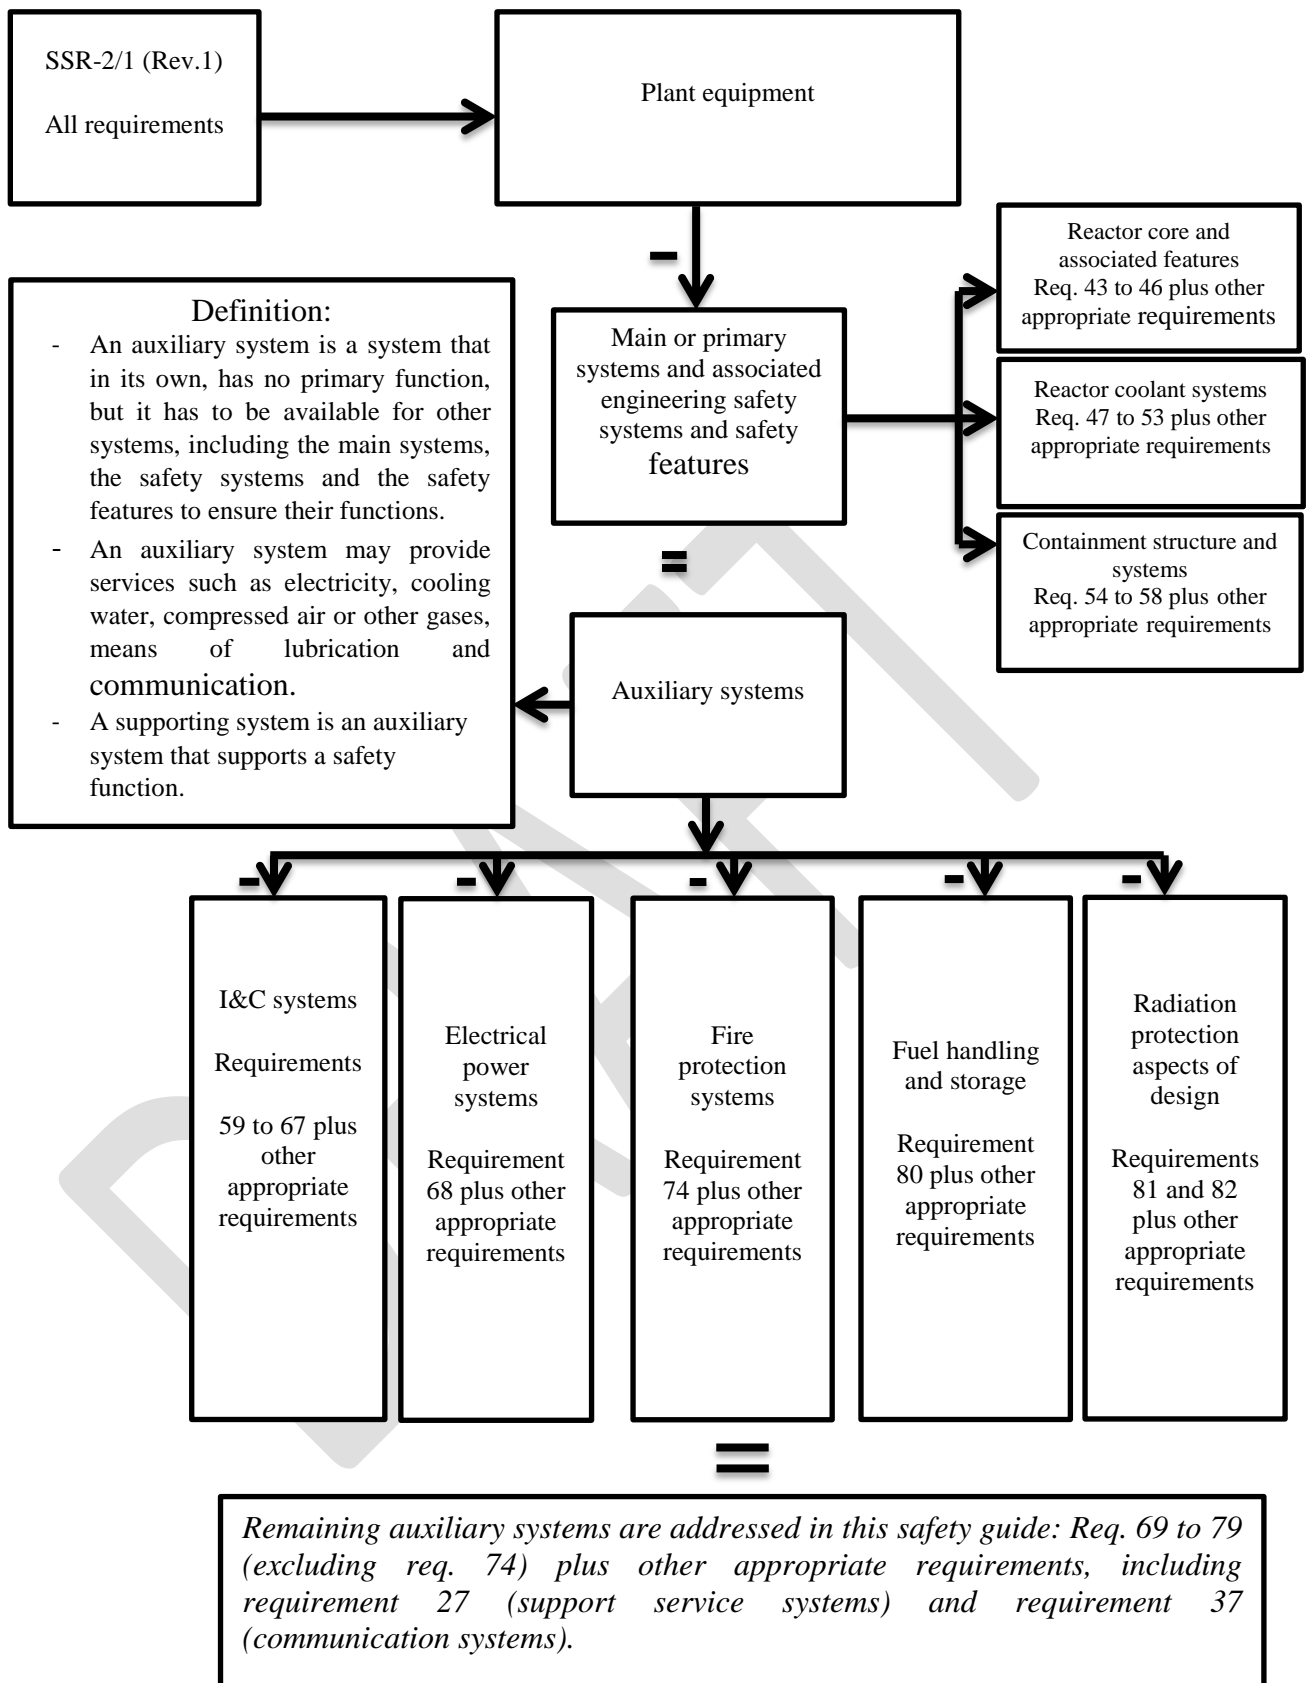 SSR-2/1 (Rev.1)
All requirements
Plant equipment
Reactor core and
associated features
Req. 43 to 46 plus other
appropriate requirements
Definition:
- An auxiliary system is a system that
in its own, has no primary function,
but it has to be available for other
systems, including the main systems,
the safety systems and the safety
features to ensure their functions.
- An auxiliary system may provide
services such as electricity, cooling
water, compressed air or other gases,
means of lubrication and
communication.
- A supporting system is an auxiliary
system that supports a safety
function.
-
Main or primary
systems and associated
engineering safety
systems and safety
features
Reactor coolant systems
Req. 47 to 53 plus other
appropriate requirements
Containment structure and
systems
Req. 54 to 58 plus other
appropriate requirements
=
Auxiliary systems
- - - - -
I&C systems
Requirements
59 to 67 plus
other
appropriate
requirements
Electrical
power
systems
Requirement
68 plus other
appropriate
requirements
Fire
protection
systems
Requirement
74 plus other
appropriate
requirements
Fuel handling
and storage
Requirement
80 plus other
appropriate
requirements
Radiation
protection
aspects of
design
Requirements
81 and 82
plus other
appropriate
requirements
=
Remaining auxiliary systems are addressed in this safety guide: Req. 69 to 79
(excluding req. 74) plus other appropriate requirements, including
requirement 27 (support service systems) and requirement 37
(communication systems).
DRAFT